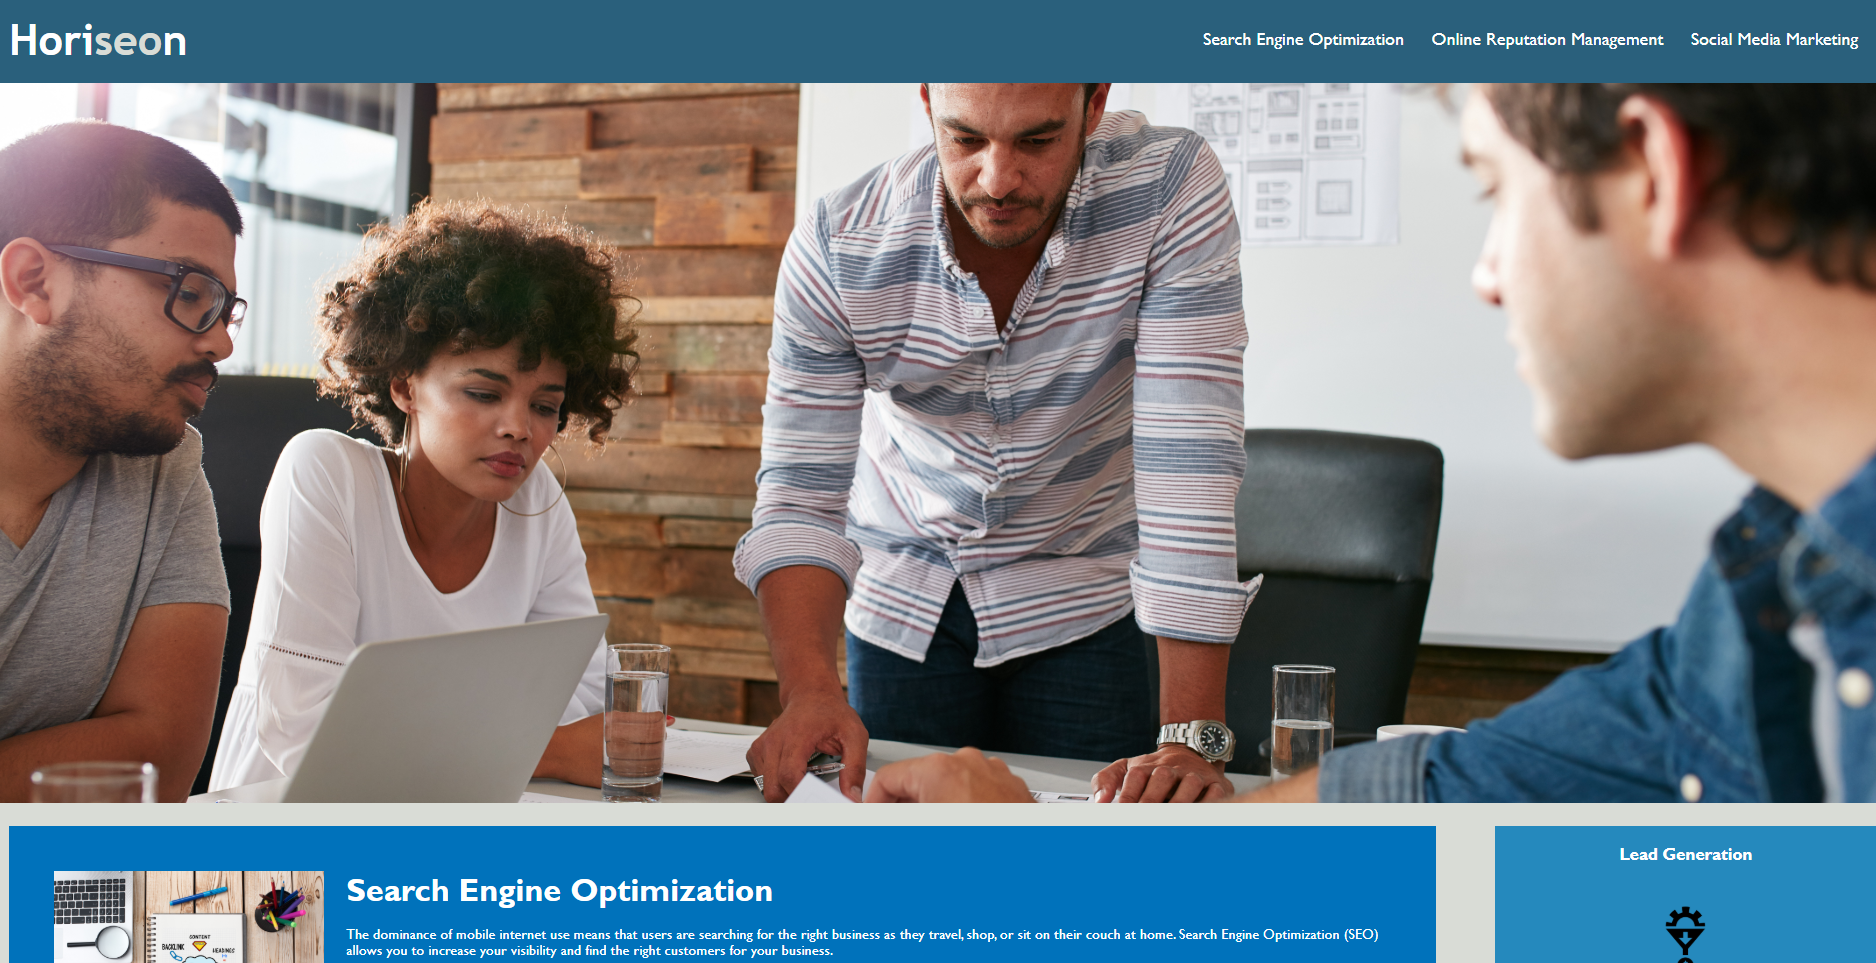 Horiseon
Search Engine Optimization
Online Reputation Management
Social Media Marketing
Search Engine Optimization
The dominance of mobile internet use means that users are searching for the right business as they travel, shop, or sit on their couch at home. Search Engine Optimization (SEO)
allows you to increase your visibility and find the right customers for your business.
CONTENT
BACKLINK
HEADINGS
Lead Generation